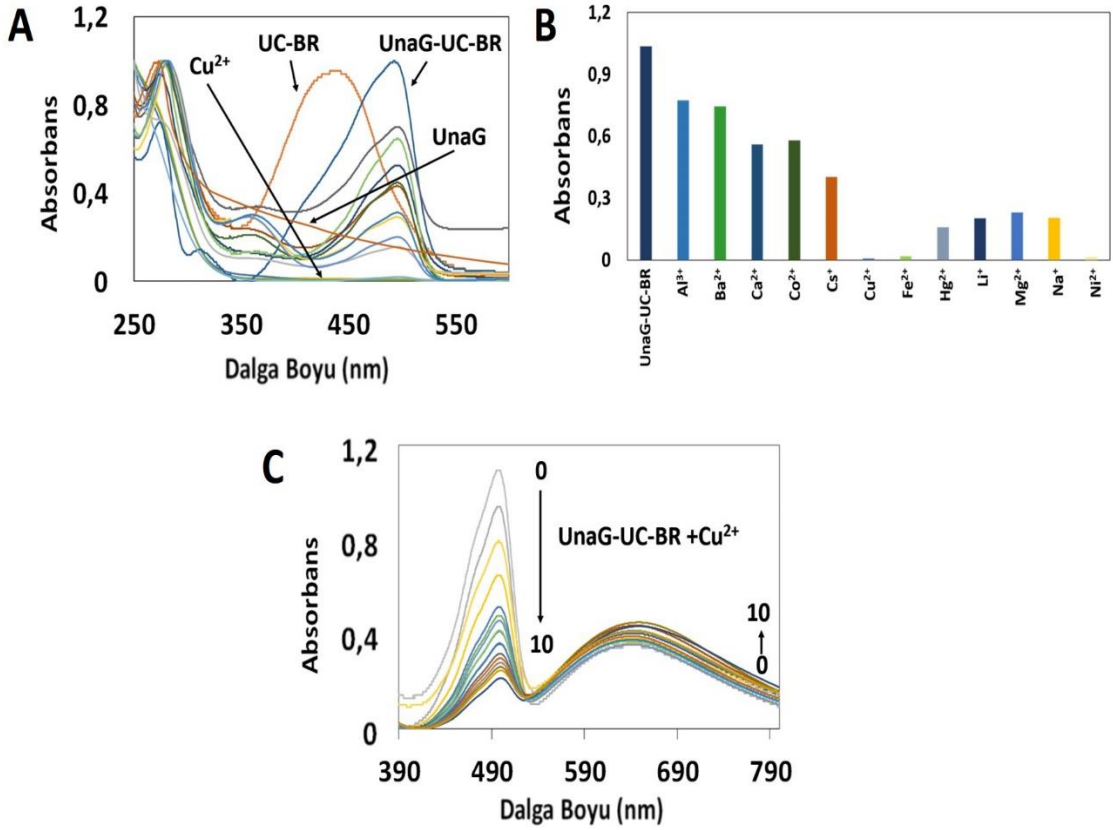 A
1,2
0,8
0,4
0
Absorbans
Cu²⁺
UC-BR
UnaG-UC-BR
UnaG
250
350
450
550
Dalga Boyu (nm)
B
1,2
0,9
0,6
0,3
0
Absorbans
UnaG-UC-BR
Al³⁺
Ba²⁺
Ca²⁺
Co²⁺
Cs⁺
Cu²⁺
Fe²⁺
Hg²⁺
Li⁺
Mg²⁺
Na⁺
Ni²⁺
C
1,2
0,8
0,4
0
Absorbans
0
UnaG-UC-BR +Cu²⁺
10
10
0
390
490
590
690
790
Dalga Boyu (nm)